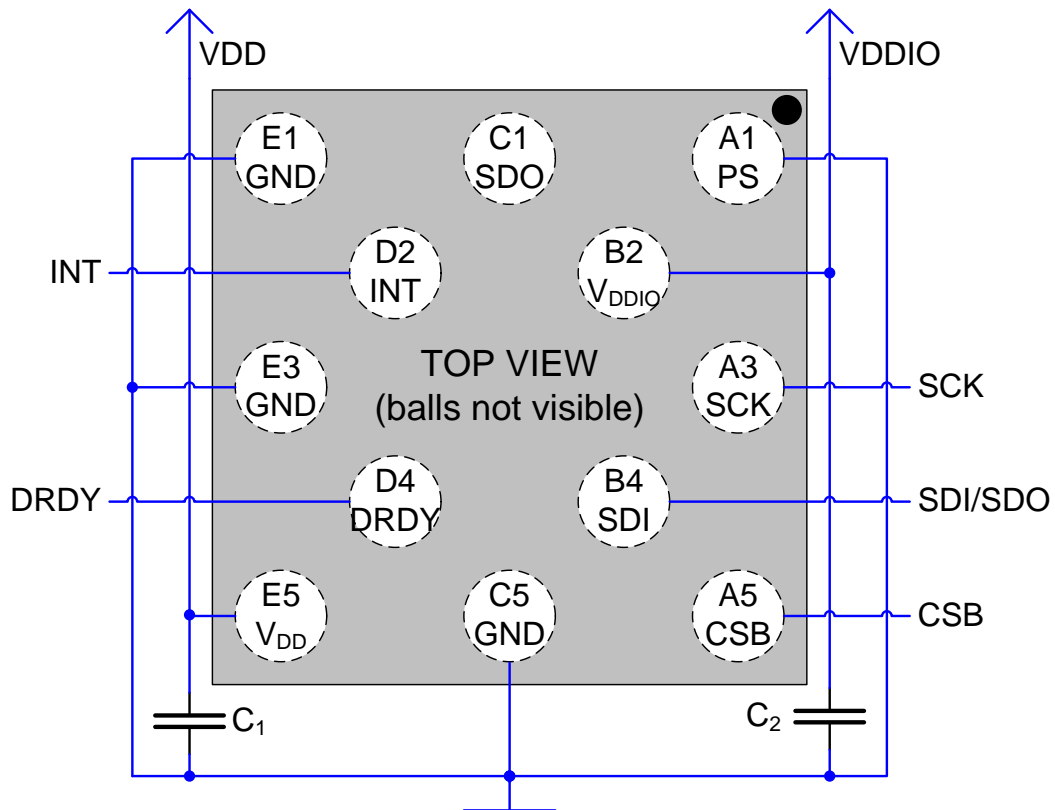 VDD
VDDIO
E1
GND
C1
SDO
A1
PS
INT
D2
INT
B2
VDDIO
E3
GND
TOP VIEW
(balls not visible)
A3
SCK
SCK
DRDY
D4
DRDY
B4
SDI
SDI/SDO
E5
VDD
C5
GND
A5
CSB
CSB
C1
C2